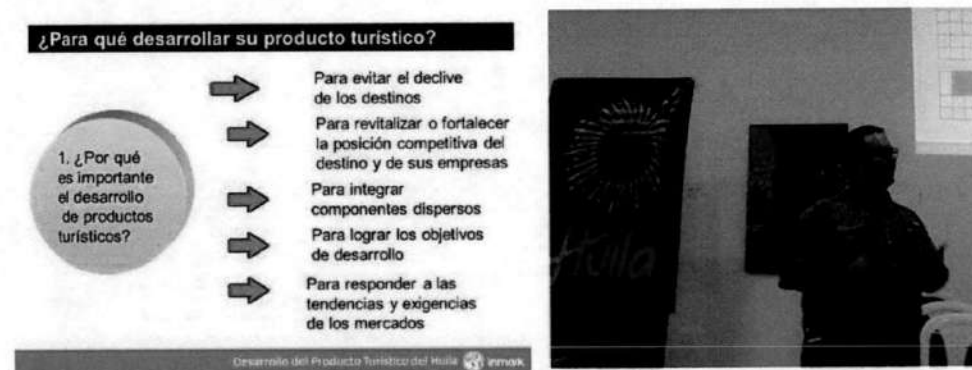 ¿Para qué desarrollar su producto turístico?
1. ¿Por qué
es importante
el desarrollo
de productos
turísticos?
Para evitar el declive
de los destinos
Para revitalizar o fortalecer
la posición competitiva del
destino y de sus empresas
Para integrar
componentes dispersos
Para lograr los objetivos
de desarrollo
Para responder a las
tendencias y exigencias
de los mercados
Desarrollo del Producto Turístico del Huila inmark
Huila